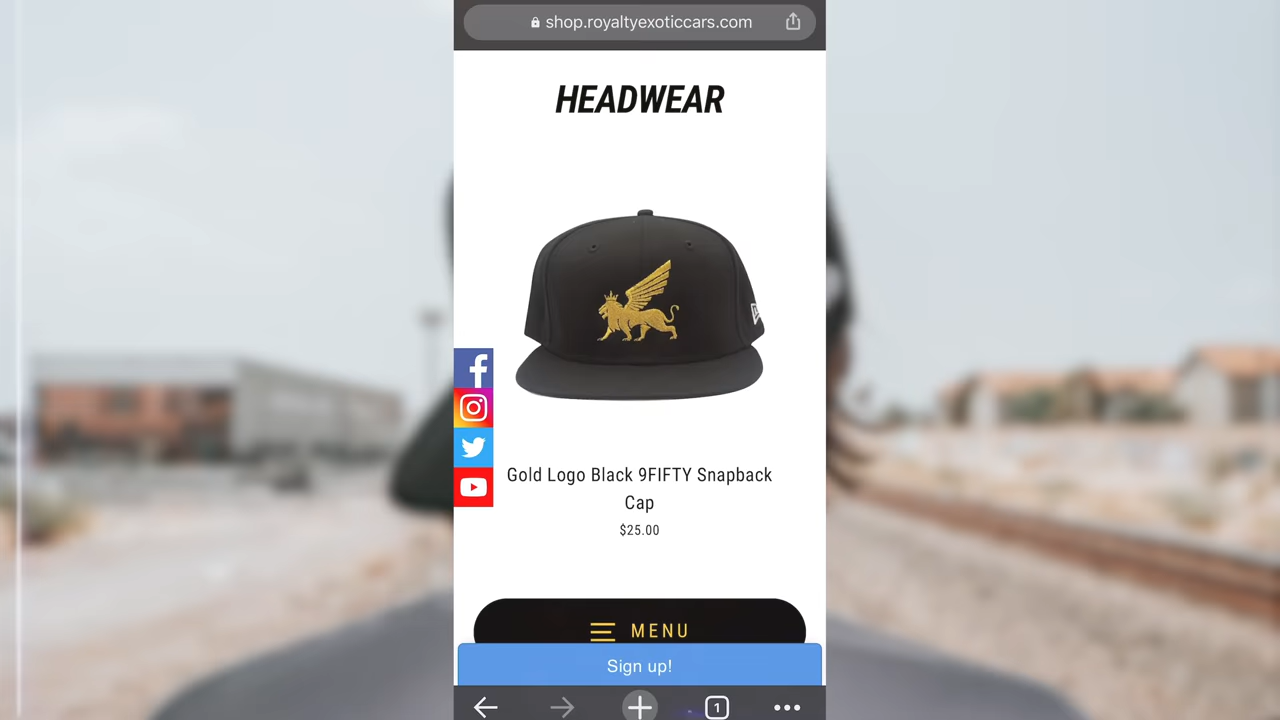 shop.royaltyexoticcars.com
HEADWEAR
Gold Logo Black 9FIFTY Snapback
Cap
$25.00
MENU
Sign up!
1